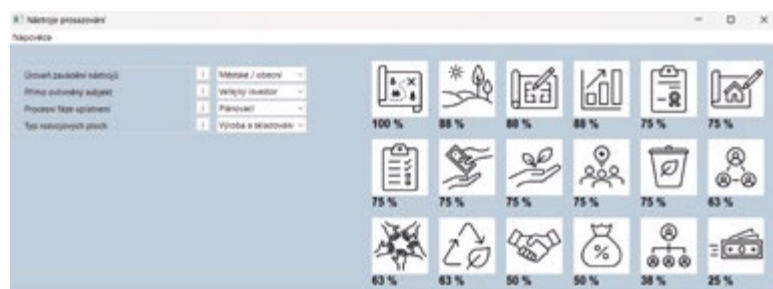 Nástroje prosazování
Nápověda
Úroveň zavádění nástrojů i Městské / obecní
Přímo ovlivněný subjekt i Veřejný investor
Procesní fáze uplatnění i Plánovací
Typ rozvojových ploch i Výroba a skladování
100 % 88 % 88 % 88 % 75 % 75 %
75 % 75 % 75 % 75 % 75 % 63 %
63 % 63 % 50 % 50 % 38 % 25 %